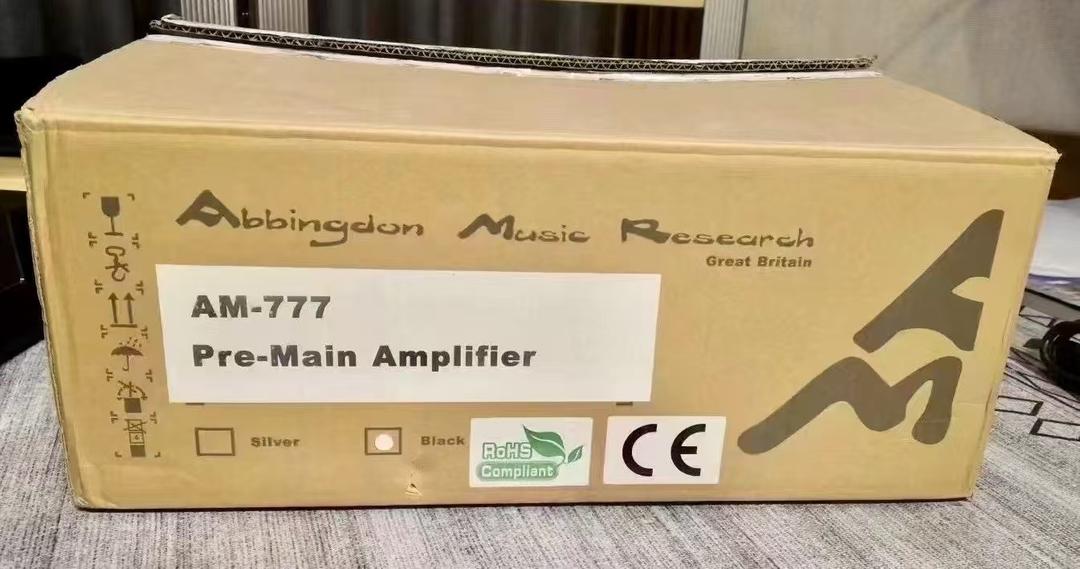 Abbingdon Music Research
Great Britain
AM-777
Pre-Main Amplifier
Silver
Black
RoHS
Compliant
CE